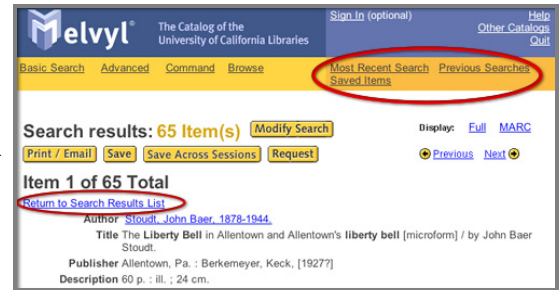 Melvyl® The Catalog of the University of California Libraries
Sign In (optional) Help
Other Catalogs
Quit
Basic Search Advanced Command Browse Most Recent Search Previous Searches
Saved Items
Search results: 65 Item(s) Modify Search Display: Full MARC
Print / Email Save Save Across Sessions Request Previous Next
Item 1 of 65 Total
Return to Search Results List
Author Stoudt, John Baer, 1878-1944.
Title The Liberty Bell in Allentown and Allentown's liberty bell [microform] / by John Baer
Stoudt.
Publisher Allentown, Pa. : Berkemeyer, Keck, [1927?]
Description 60 p. : ill. ; 24 cm.